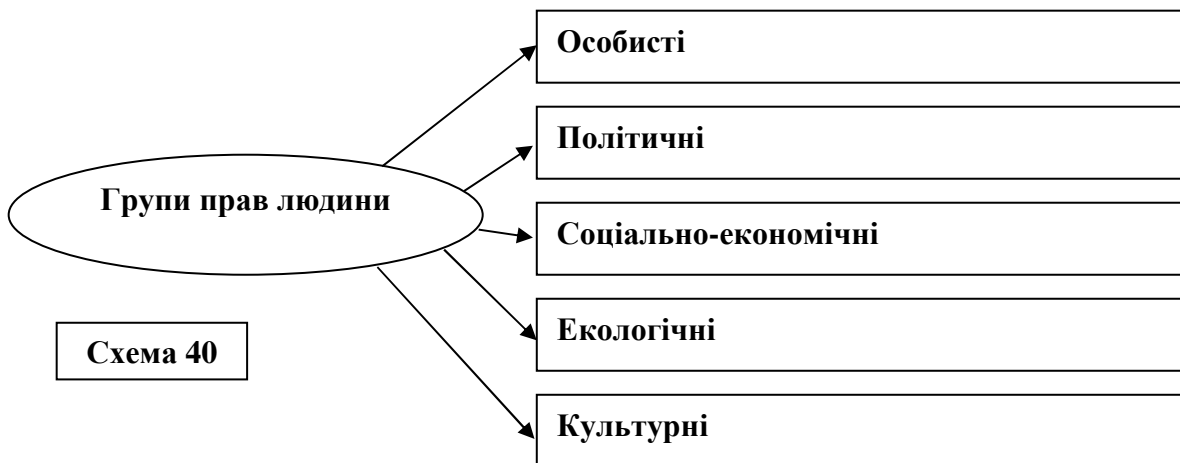 Особисті
Політичні
Групи прав людини
Соціально-економічні
Екологічні
Схема 40
Культурні